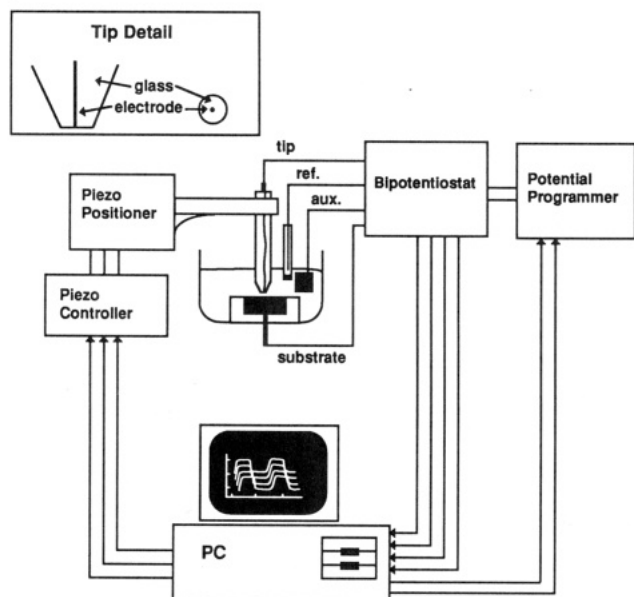 Tip Detail
glass
electrode
tip
ref.
aux.
Bipotentiostat
Potential
Programmer
Piezo
Positioner
Piezo
Controller
substrate
PC